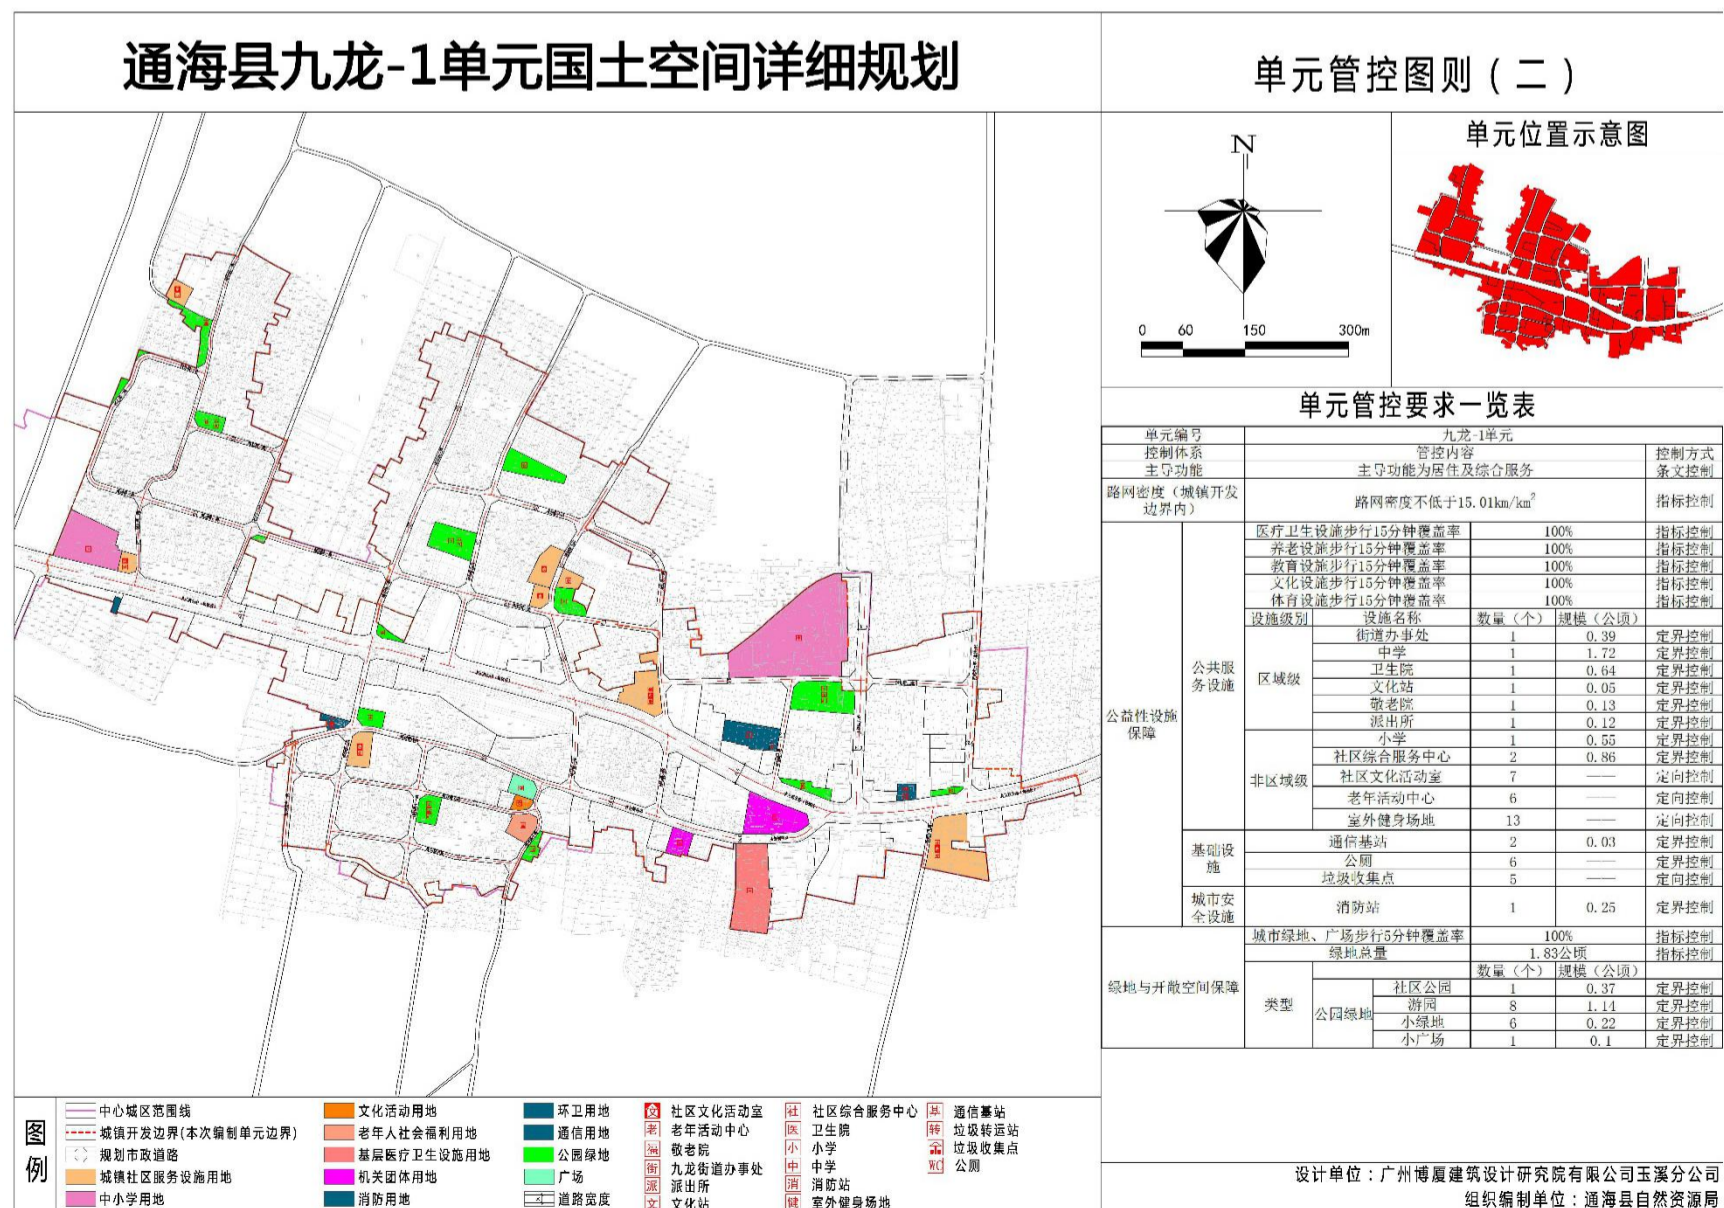 通海县九龙-1单元国土空间详细规划
单元管控图则（二）
N
0 60 150 300m
单元位置示意图
单元管控要求一览表
单元编号 九龙-1单元
控制体系 管控内容 控制方式
主导功能 主导功能为居住及综合服务 条文控制
路网密度（城镇开发边界内） 路网密度不低于15.01km/km² 指标控制
公益性设施保障
公共服务设施
医疗卫生设施步行15分钟覆盖率 100% 指标控制
养老设施步行15分钟覆盖率 100% 指标控制
教育设施步行15分钟覆盖率 100% 指标控制
文化设施步行15分钟覆盖率 100% 指标控制
体育设施步行15分钟覆盖率 100% 指标控制
设施级别 设施名称 数量（个） 规模（公顷）
区域级
街道办事处 1 0.39 定界控制
中学 1 1.72 定界控制
卫生院 1 0.64 定界控制
文化站 1 0.05 定界控制
敬老院 1 0.13 定界控制
派出所 1 0.12 定界控制
非区域级
小学 1 0.55 定界控制
社区综合服务中心 2 0.86 定界控制
社区文化活动室 7 —— 定向控制
老年活动中心 6 —— 定向控制
室外健身场地 13 —— 定向控制
基础设施
通信基站 2 0.03 定界控制
公厕 6 —— 定界控制
垃圾收集点 5 —— 定向控制
城市安全设施
消防站 1 0.25 定界控制
绿地与开敞空间保障
城市绿地、广场步行5分钟覆盖率 100% 指标控制
绿地总量 1.83公顷 指标控制
类型
数量（个） 规模（公顷）
公园绿地
社区公园 1 0.37 定界控制
游园 8 1.14 定界控制
小绿地 6 0.22 定界控制
小广场 1 0.1 定界控制
图例
中心城区范围线
城镇开发边界(本次编制单元边界)
规划市政道路
城镇社区服务设施用地
中小学用地
文化活动用地
老年人社会福利用地
基层医疗卫生设施用地
机关团体用地
消防用地
环卫用地
通信用地
公园绿地
广场
道路宽度
文 社区文化活动室
老 老年活动中心
福 敬老院
街 九龙街道办事处
派 派出所
文 文化站
社 社区综合服务中心
医 卫生院
小 小学
中 中学
消 消防站
健 室外健身场地
基 通信基站
转 垃圾转运站
垃圾收集点
WC 公厕
设计单位：广州博厦建筑设计研究院有限公司玉溪分公司
组织编制单位：通海县自然资源局